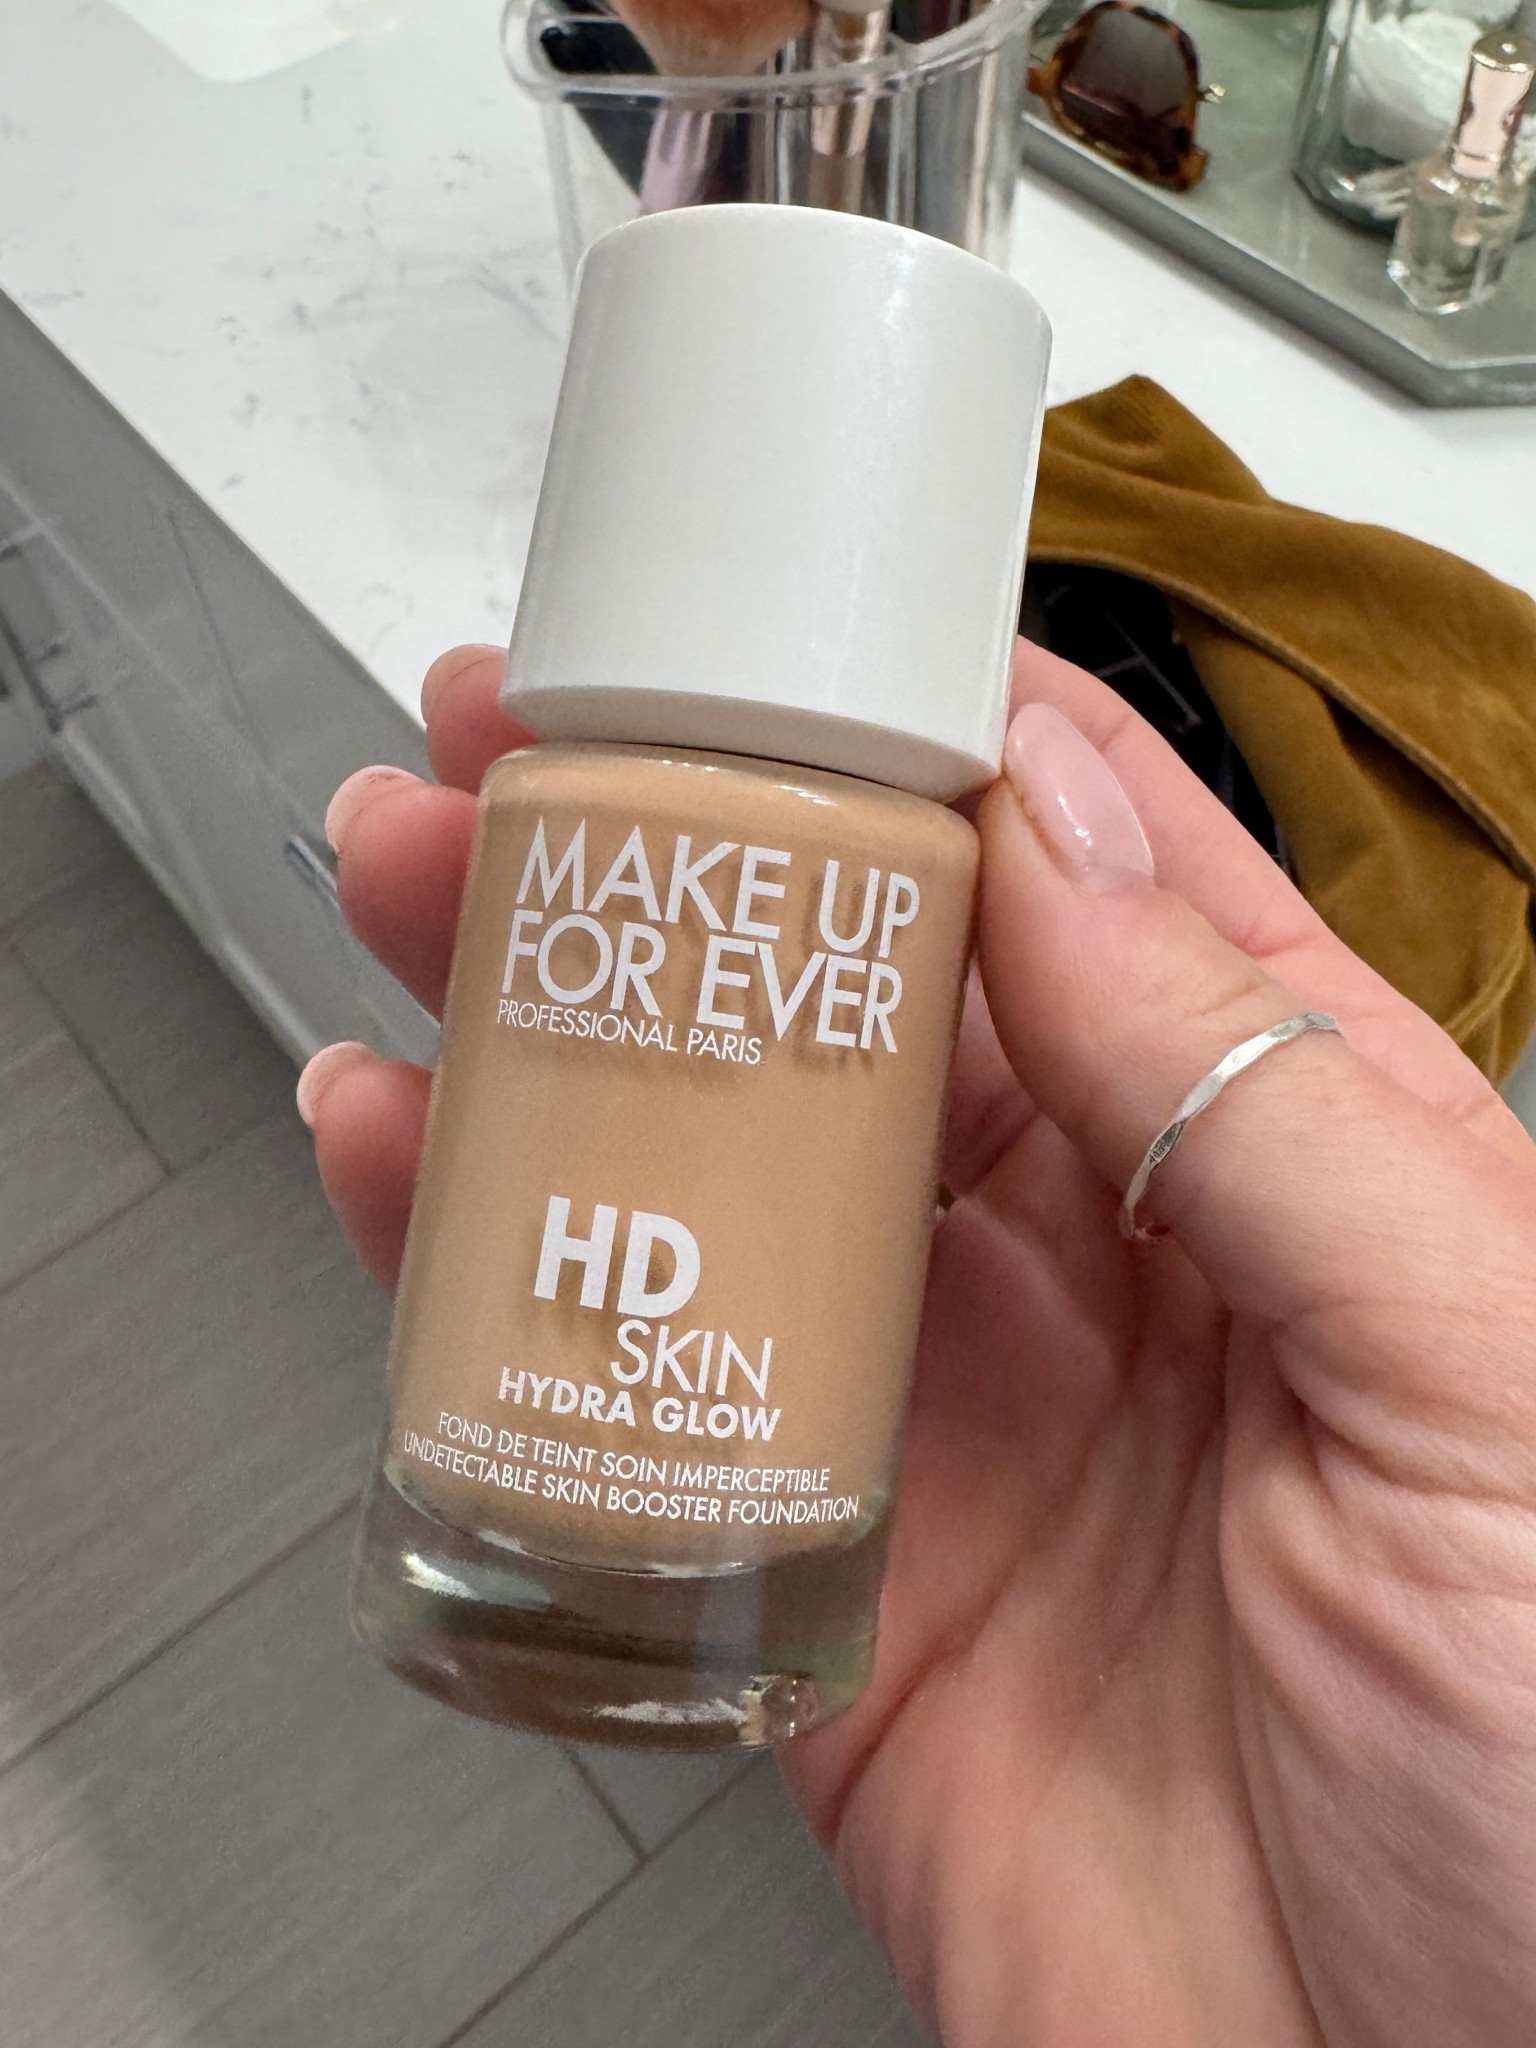 MAKE UP
FOR EVER
PROFESSIONAL PARIS
HD
SKIN
HYDRA GLOW
FOND DE TEINT SOIN IMPERCEPTIBLE
UNDETECTABLE SKIN BOOSTER FOUNDATION